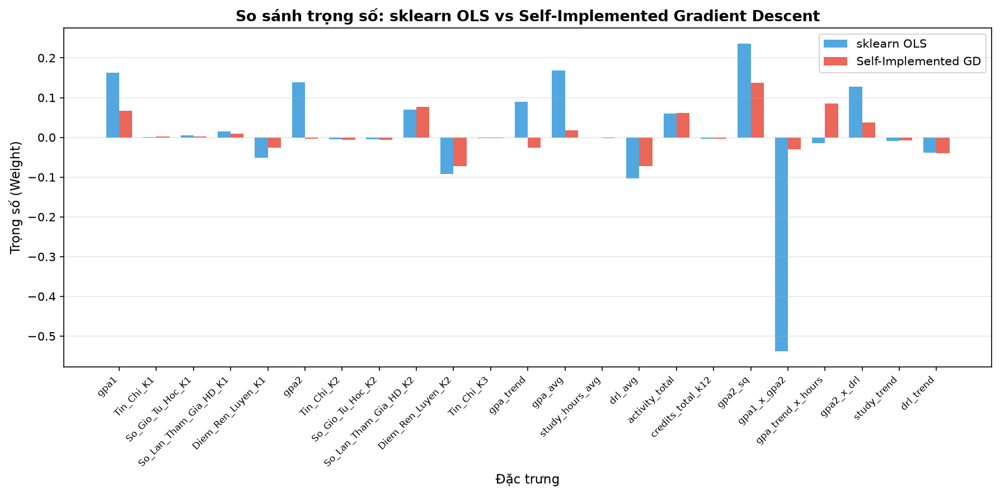 So sánh trọng số: sklearn OLS vs Self-Implemented Gradient Descent
sklearn OLS
Self-Implemented GD
Trọng số (Weight)
0.2
0.1
0.0
−0.1
−0.2
−0.3
−0.4
−0.5
gpa1
Tin_Chi_K1
So_Gio_Tu_Hoc_K1
So_Lan_Tham_Gia_HD_K1
Diem_Ren_Luyen_K1
gpa2
Tin_Chi_K2
So_Gio_Tu_Hoc_K2
So_Lan_Tham_Gia_HD_K2
Diem_Ren_Luyen_K2
Tin_Chi_K3
gpa_trend
gpa_avg
study_hours_avg
drl_avg
activity_total
credits_total_k12
gpa2_sq
gpa1_x_gpa2
gpa_trend_x_hours
gpa2_x_drl
study_trend
drl_trend
Đặc trưng